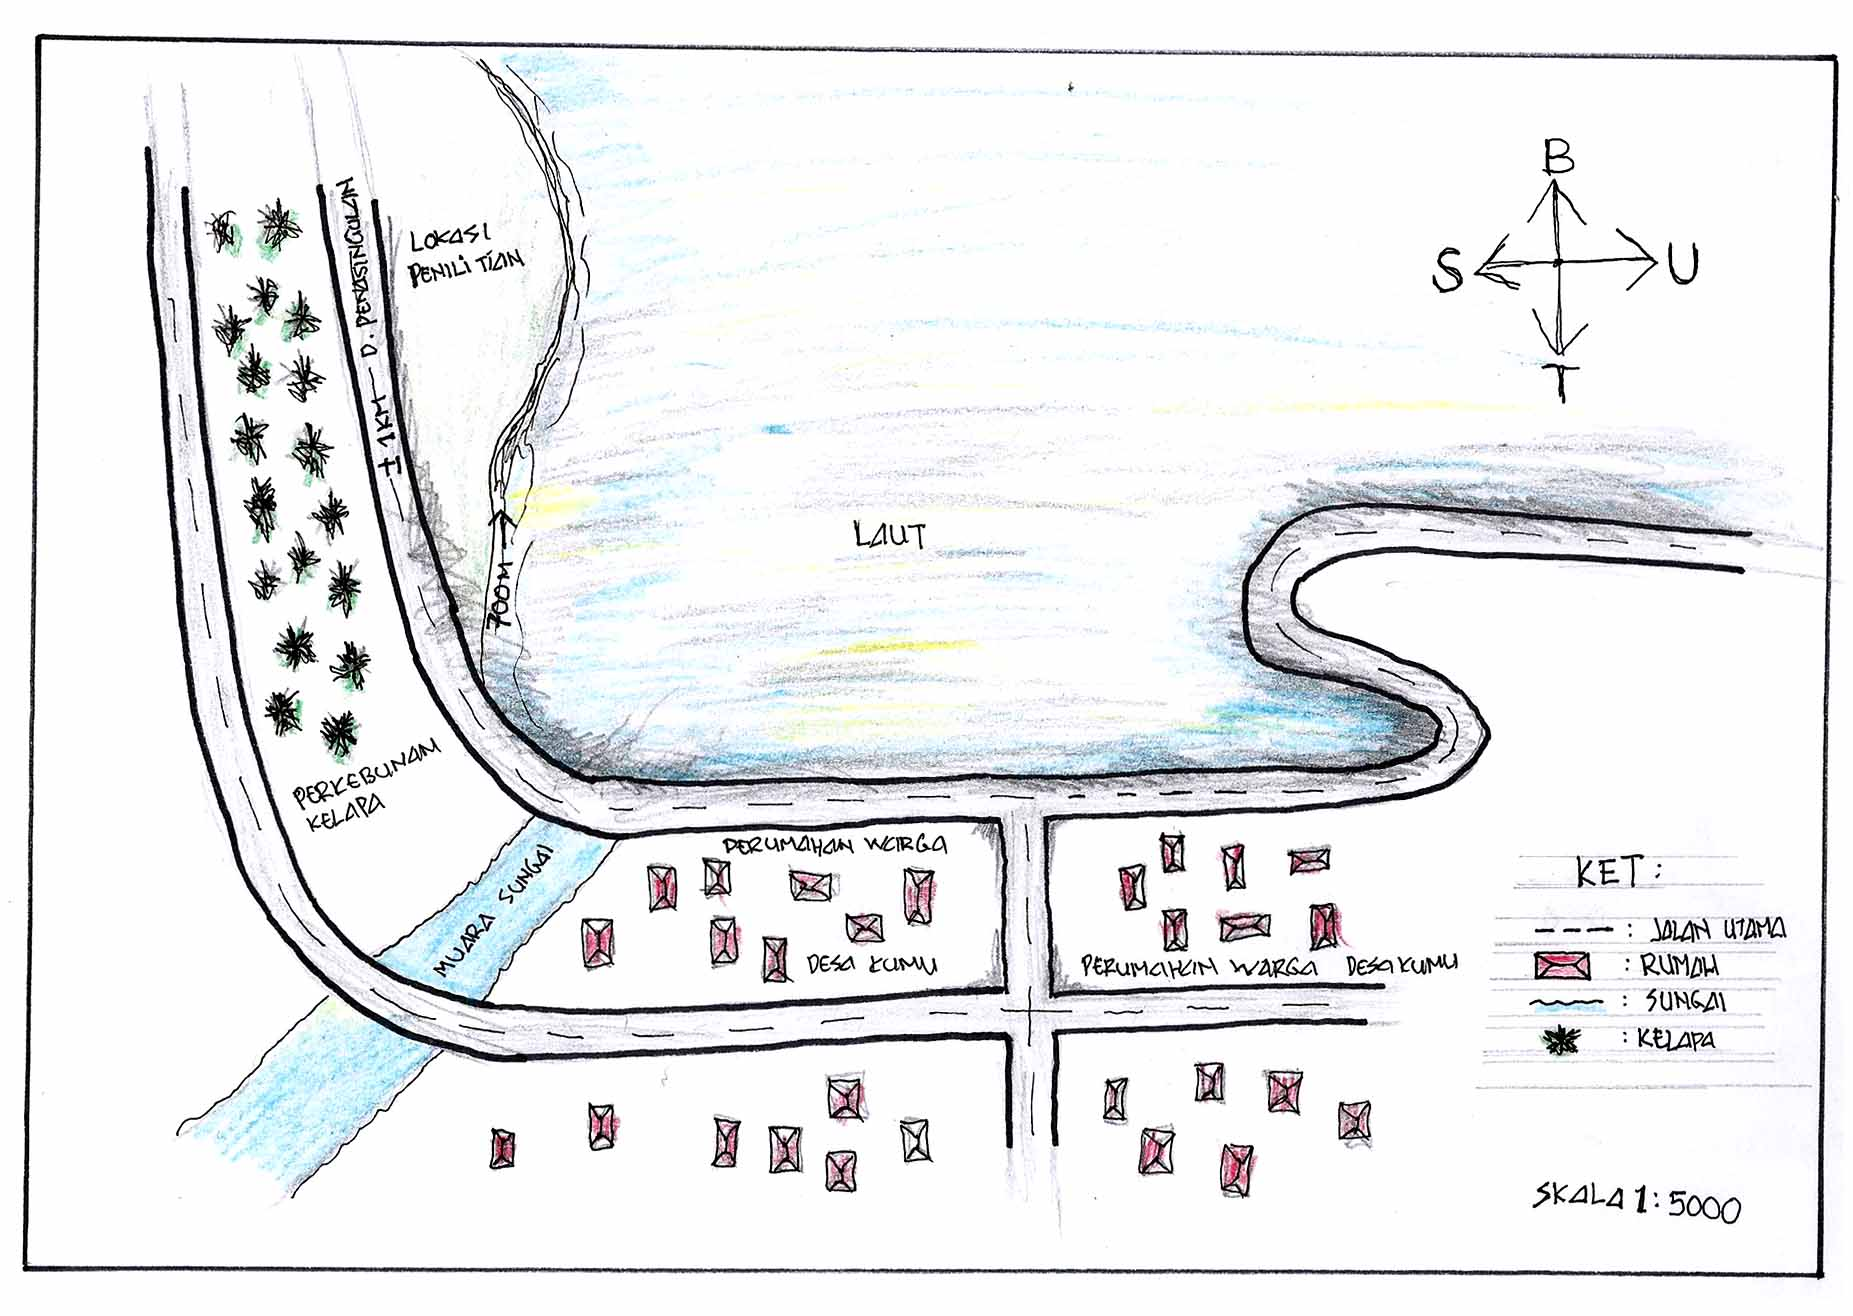 B
S
U
T
LOKASI
PENILITIAN
± 1KM — D. PENASINGULAN
700M
LAUT
PERKEBUNAN
KELAPA
MUARA SUNGAI
PERUMAHAN WARGA
DESA KUMU
PERUMAHAN WARGA DESA KUMU
KET :
: JALAN UTAMA
: RUMAH
: SUNGAI
: KELAPA
SKALA 1 : 5000